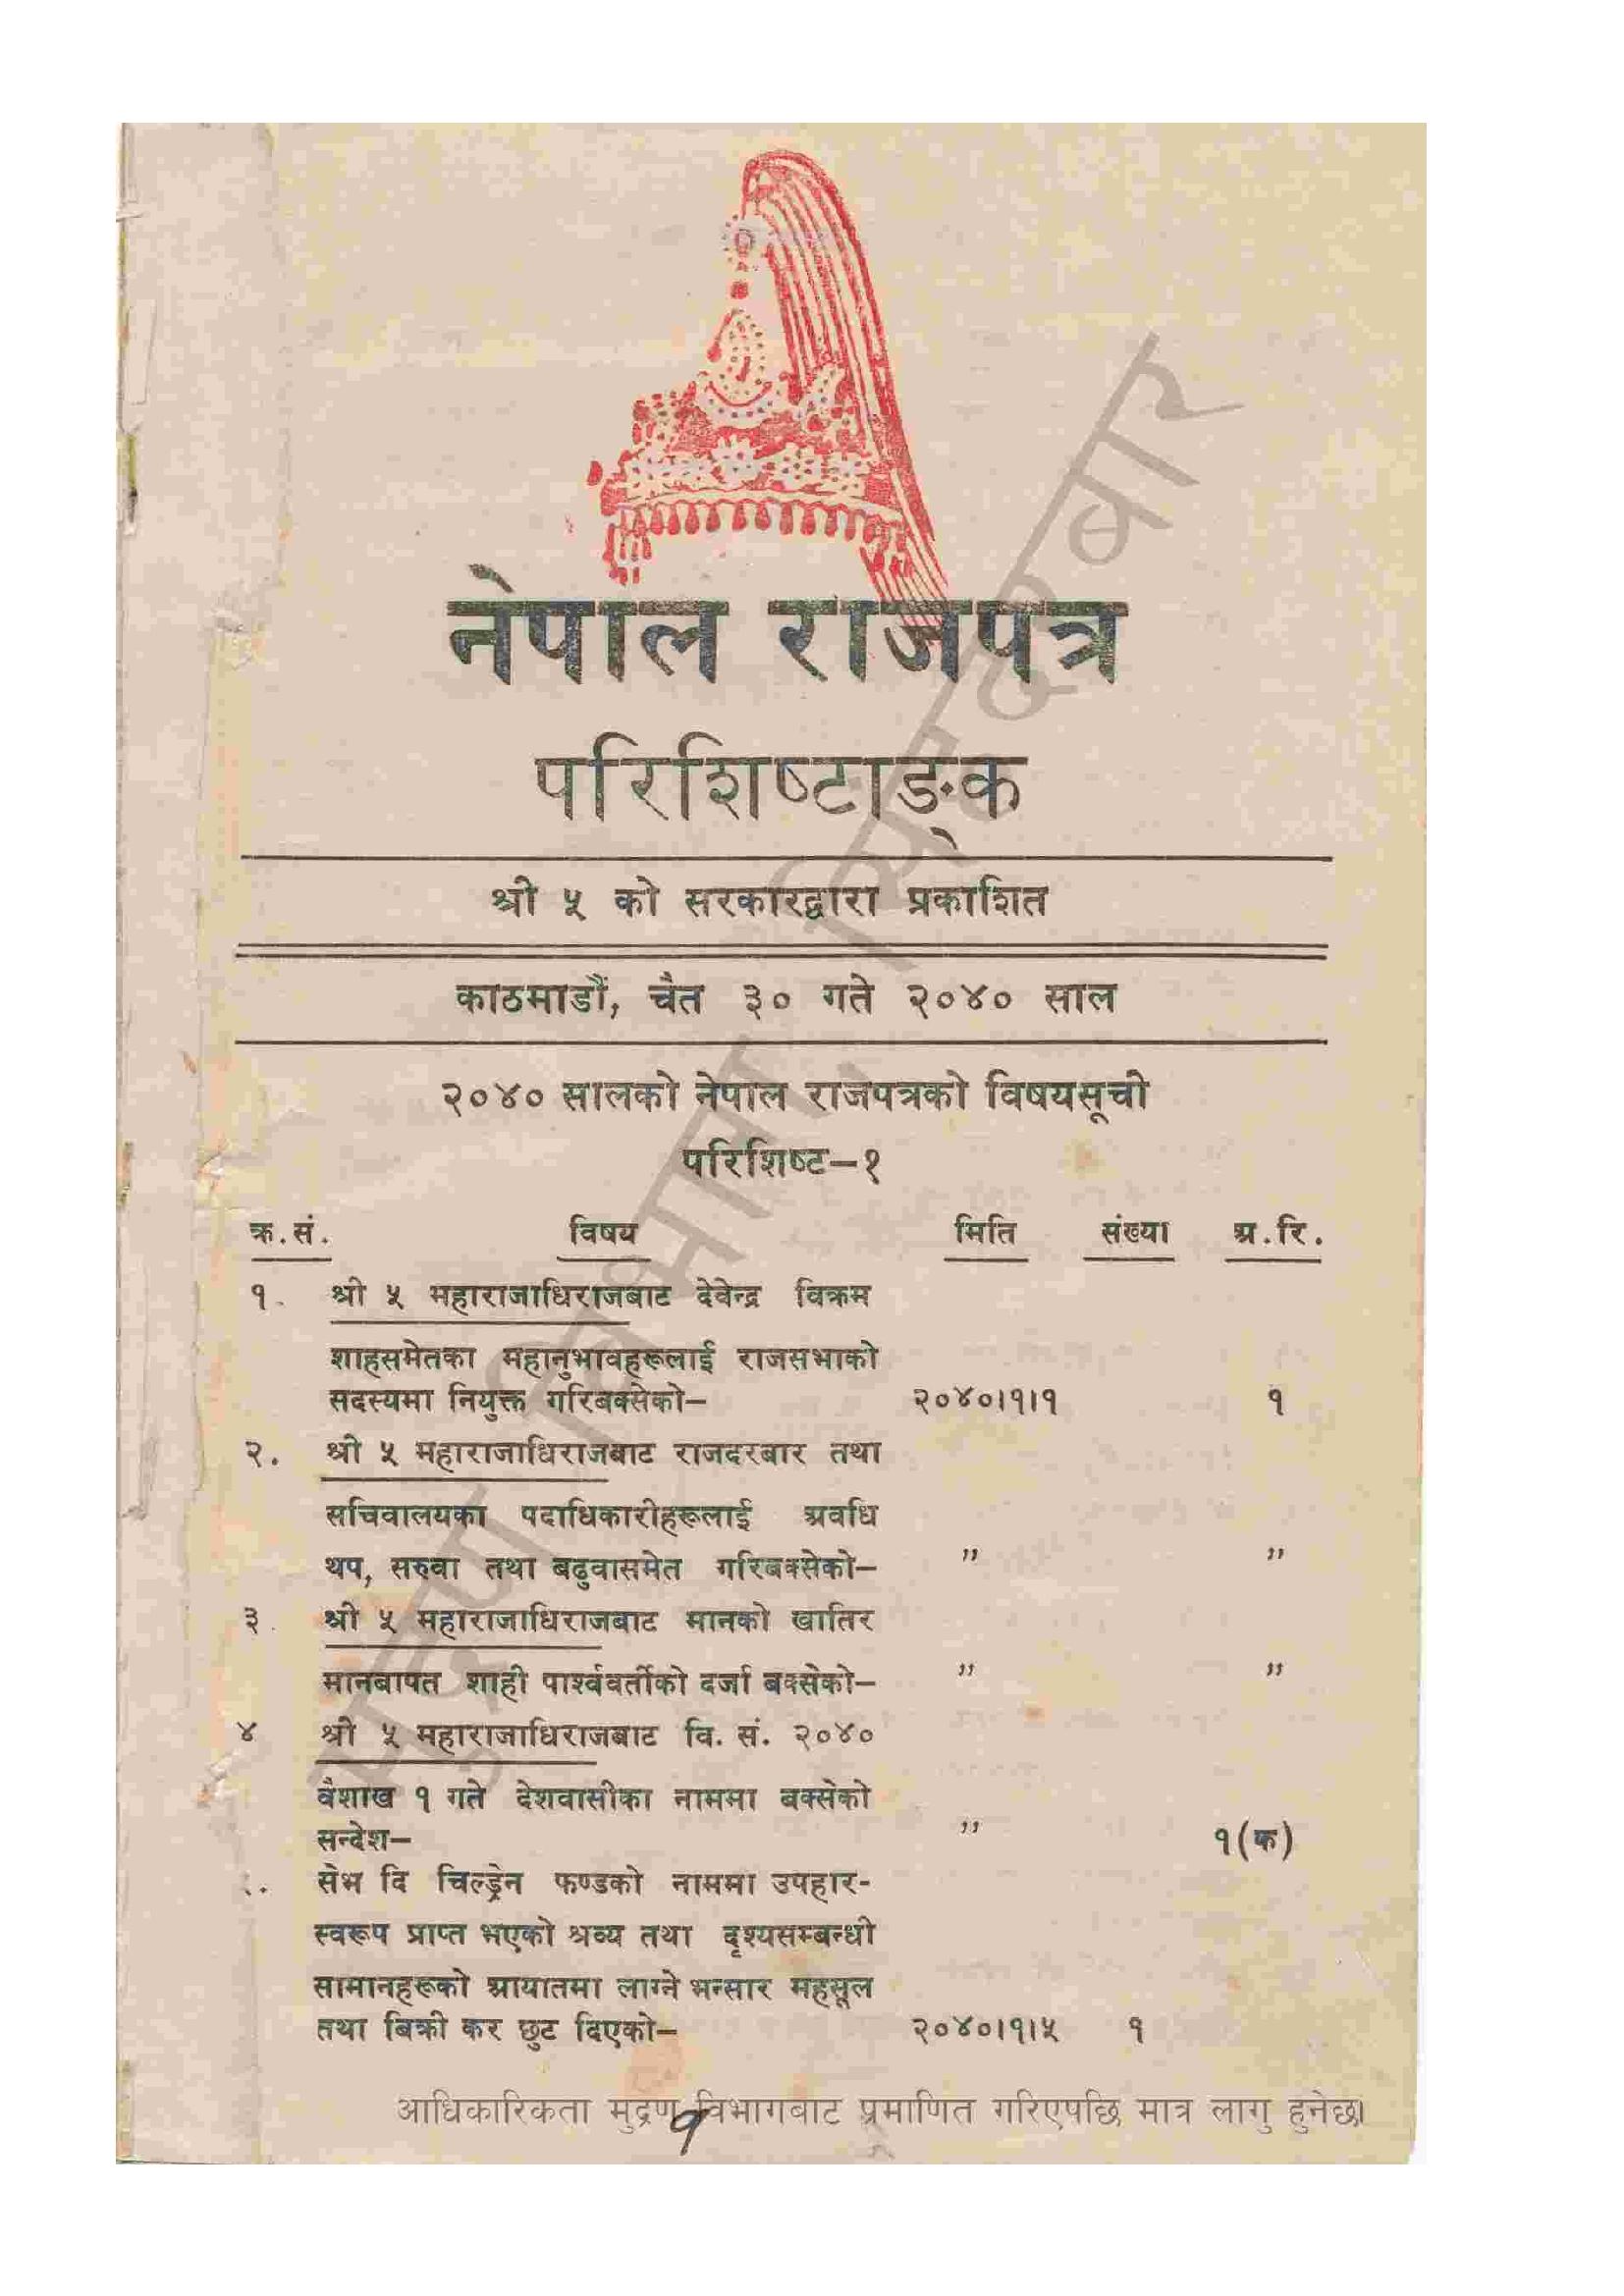 नेपाल राजपत्र
परिशिष्टाङ्क
श्री ५ को सरकारद्वारा प्रकाशित
काठमाडौं, चैत ३० गते २०४० साल
२०४० सालको नेपाल राजपत्रको विषयसूची
परिशिष्ट–१
क्र.सं. विषय मिति संख्या अ.रि.
१. श्री ५ महाराजाधिराजबाट देवेन्द्र विक्रम
शाहसमेतका महानुभावहरूलाई राजसभाको
सदस्यमा नियुक्त गरिबक्सेको– २०४०।१।१ १
२. श्री ५ महाराजाधिराजबाट राजदरबार तथा
सचिवालयका पदाधिकारीहरूलाई अवधि
थप, सरुवा तथा बढुवासमेत गरिबक्सेको– ” ”
३. श्री ५ महाराजाधिराजबाट मानको खातिर
मानबापत शाही पार्श्ववर्तीको दर्जा बक्सेको– ” ”
४ श्री ५ महाराजाधिराजबाट वि. सं. २०४०
वैशाख १ गते देशवासीका नाममा बक्सेको
सन्देश– ” १(क)
सेभ दि चिल्ड्रेन फण्डको नाममा उपहार-
स्वरूप प्राप्त भएको श्रव्य तथा दृश्यसम्बन्धी
सामानहरूको आयातमा लाग्ने भन्सार महसूल
तथा बिक्री कर छुट दिएको– २०४०।१।५ १
आधिकारिकता मुद्रण विभागबाट प्रमाणित गरिएपछि मात्र लागु हुनेछ।
१
मुद्रण विभाग, सिंहदरबार